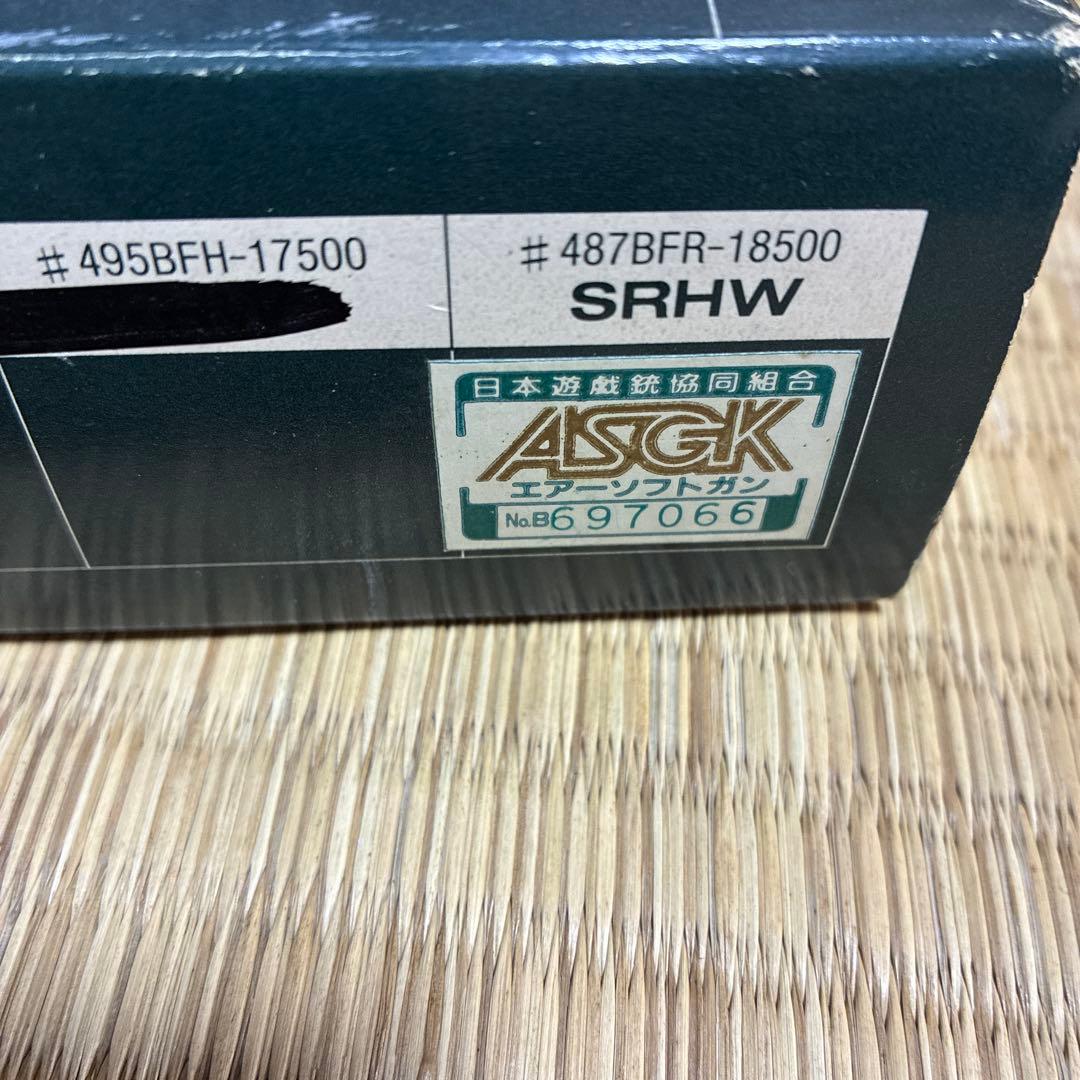 # 495BFH-17500
# 487BFR-18500
SRHW
日本遊戯銃協同組合
ASGK
エアーソフトガン
No.B697066